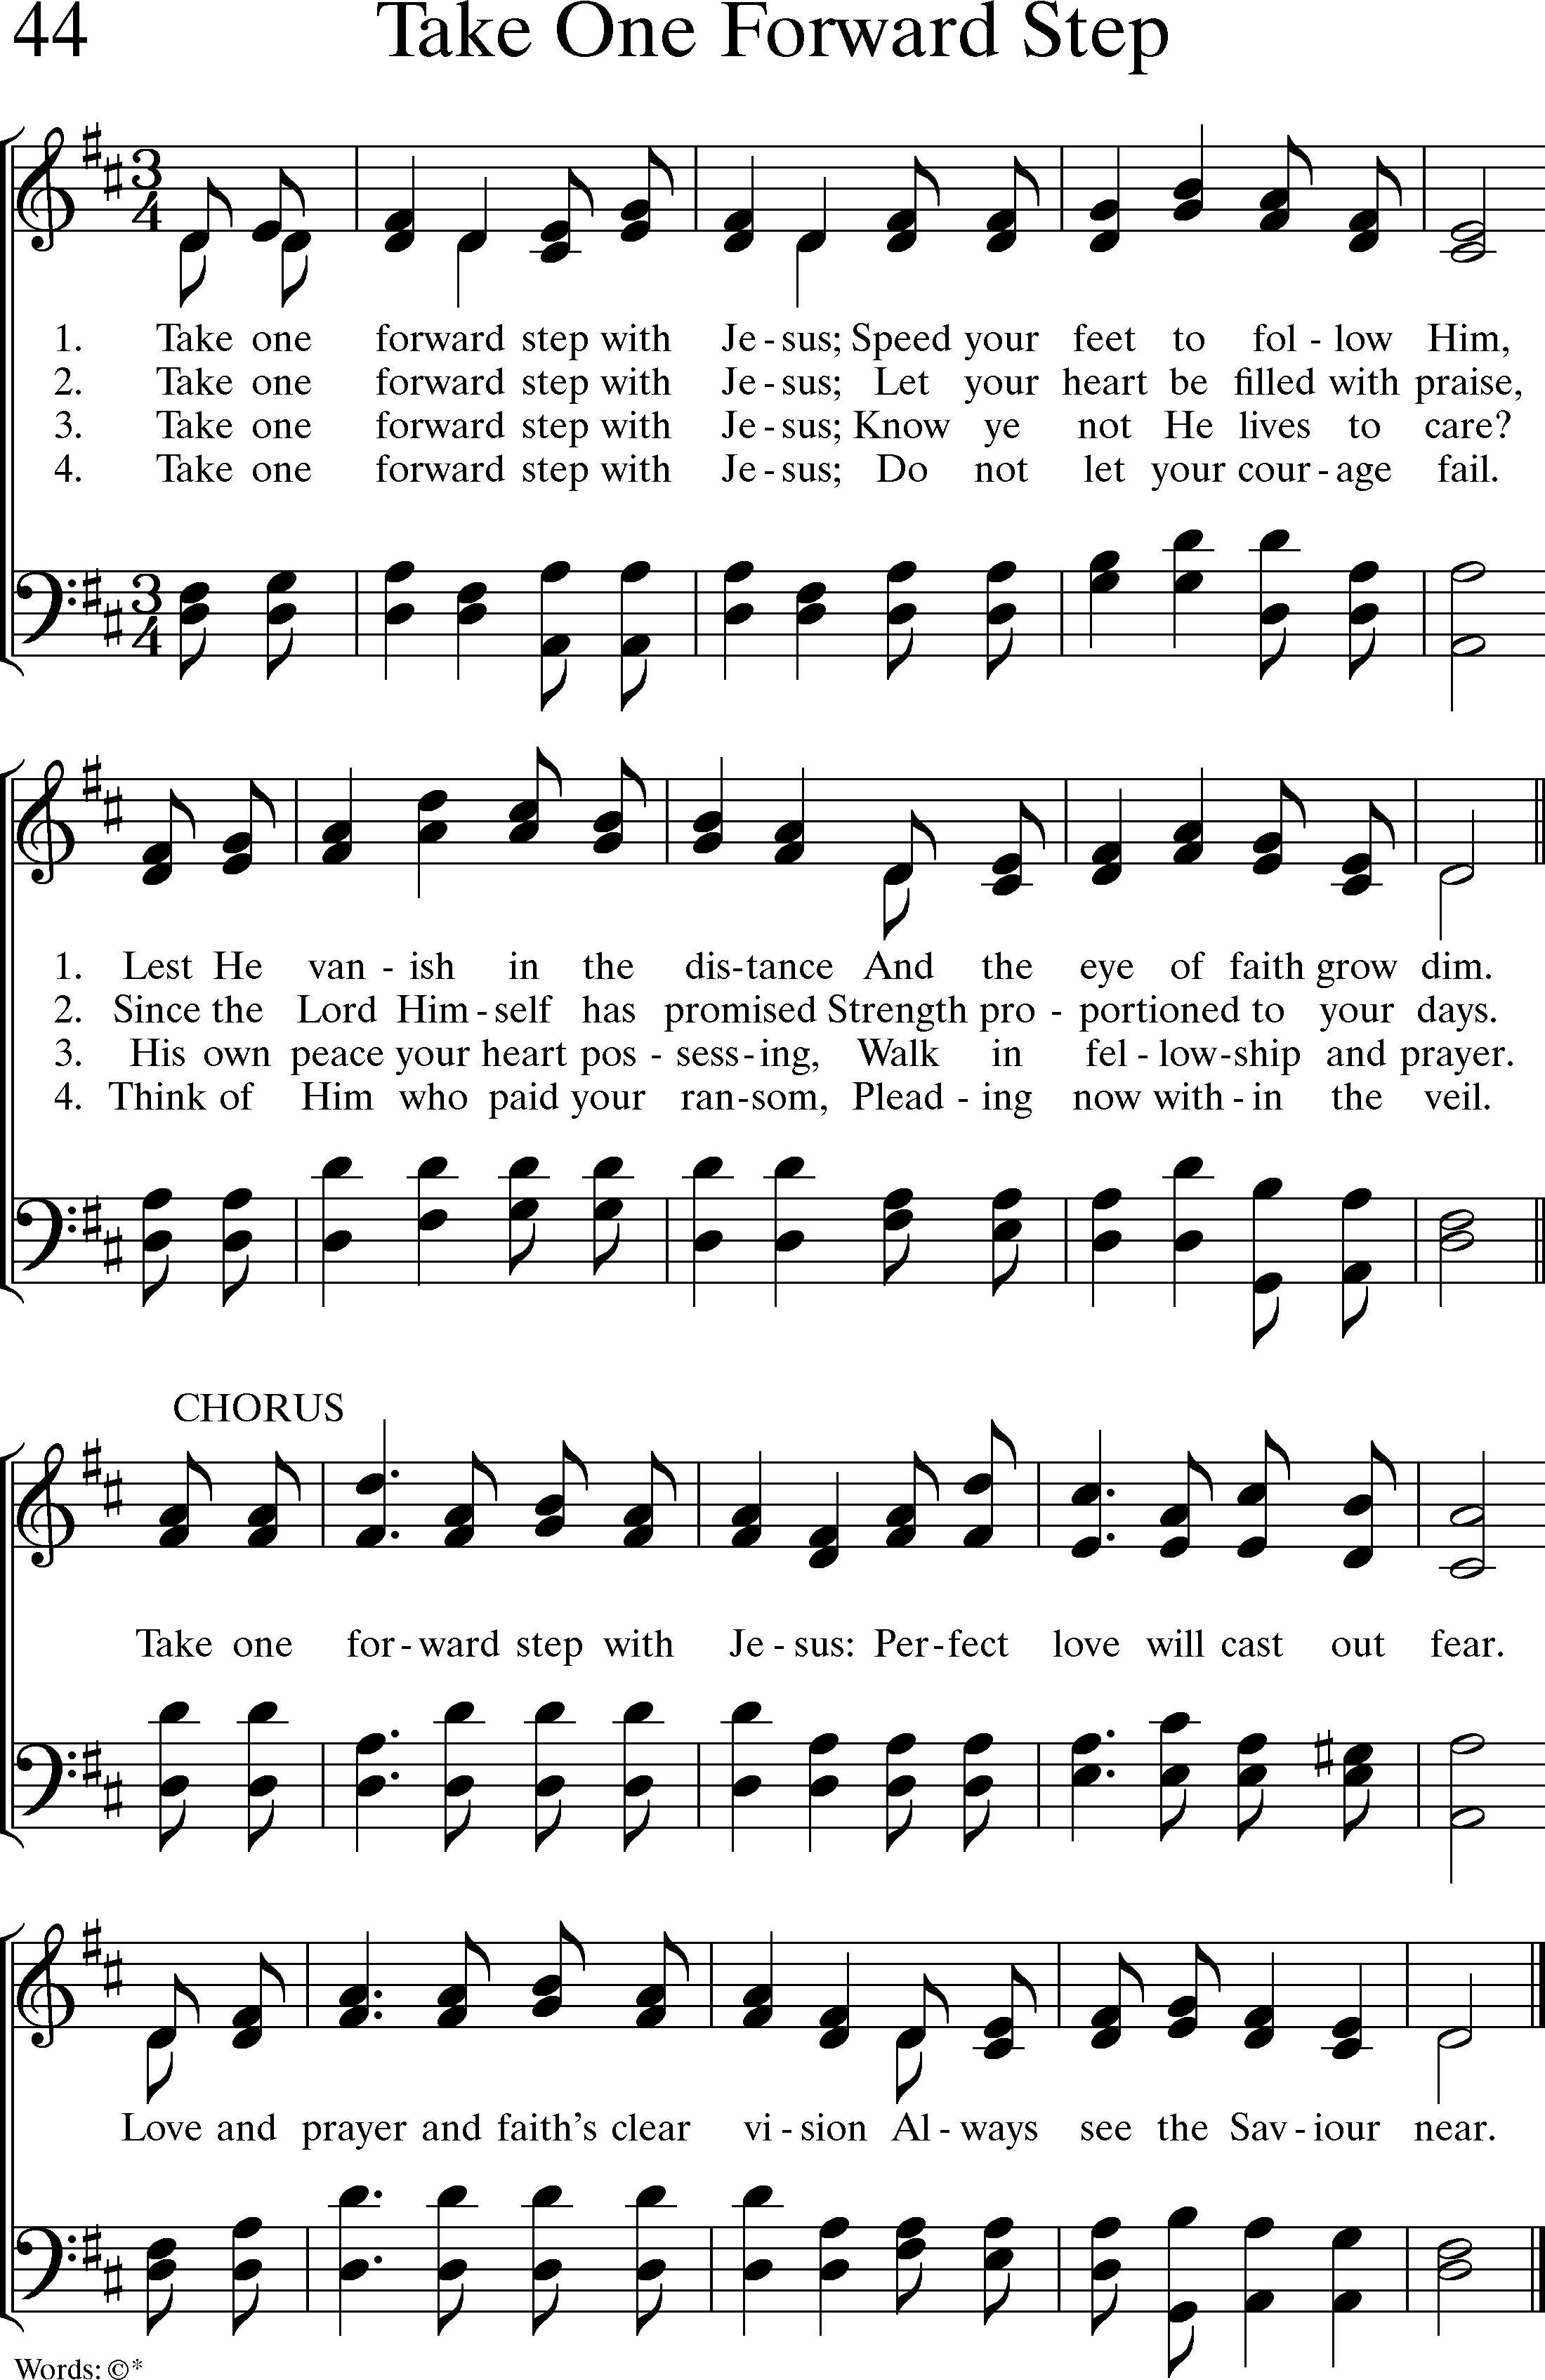 44 Take One Forward Step
3 4
1. Take one forward step with Je - sus; Speed your feet to fol - low Him,
2. Take one forward step with Je - sus; Let your heart be filled with praise,
3. Take one forward step with Je - sus; Know ye not He lives to care?
4. Take one forward step with Je - sus; Do not let your cour - age fail.
3 4
1. Lest He van - ish in the dis - tance And the eye of faith grow dim.
2. Since the Lord Him - self has promised Strength pro - portioned to your days.
3. His own peace your heart pos - sess - ing, Walk in fel - low - ship and prayer.
4. Think of Him who paid your ran - som, Plead - ing now with - in the veil.
CHORUS
Take one for - ward step with Je - sus: Per - fect love will cast out fear.
Love and prayer and faith's clear vi - sion Al - ways see the Sav - iour near.
Words: ©*